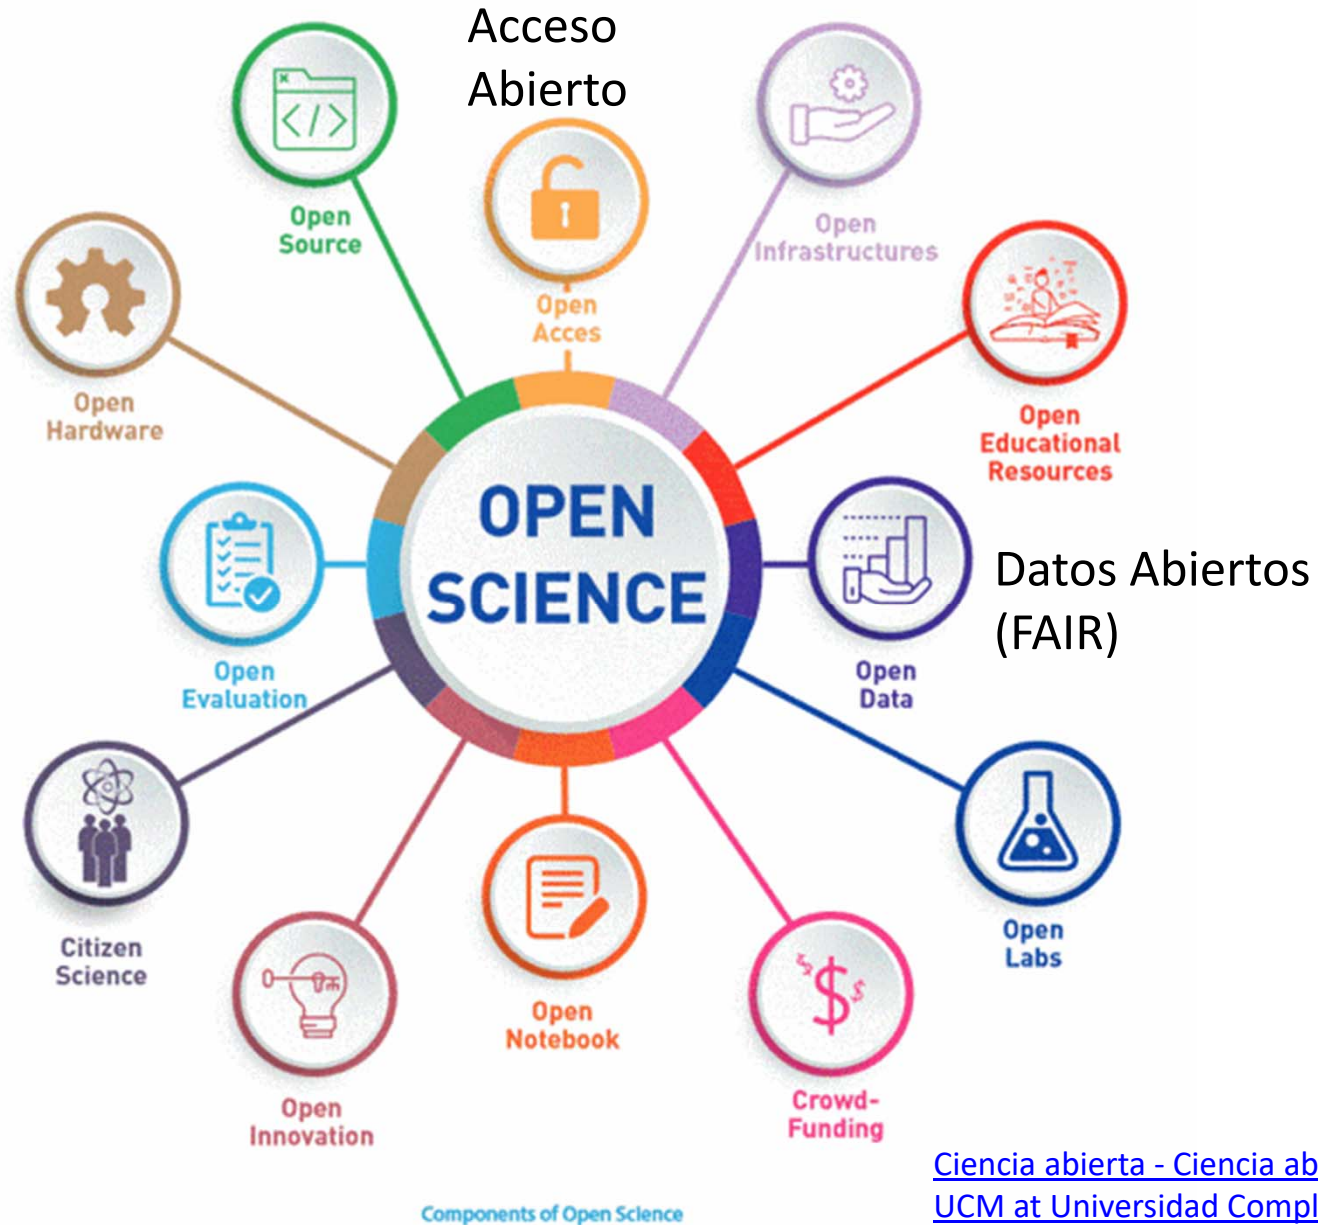 Acceso
Abierto
Open
Source
Open
Acces
Open
Infrastructures
Open
Hardware
Open
Educational
Resources
OPEN
SCIENCE
Datos Abiertos
(FAIR)
Open
Evaluation
Open
Data
Citizen
Science
Open
Labs
Open
Notebook
Open
Innovation
Crowd-
Funding
Ciencia abierta - Ciencia ab
UCM at Universidad Compl
Components of Open Science